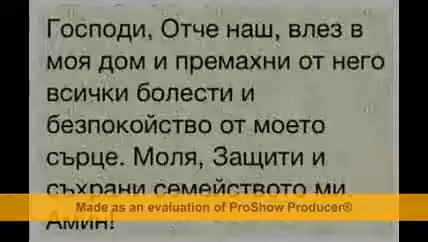 Господи, Отче наш, влез в
моя дом и премахни от него
всички болести и
безпокойство от моето
сърце. Моля, Защити и
съхрани семейството ми.
Made as an evaluation of ProShow Producer®
Амин!